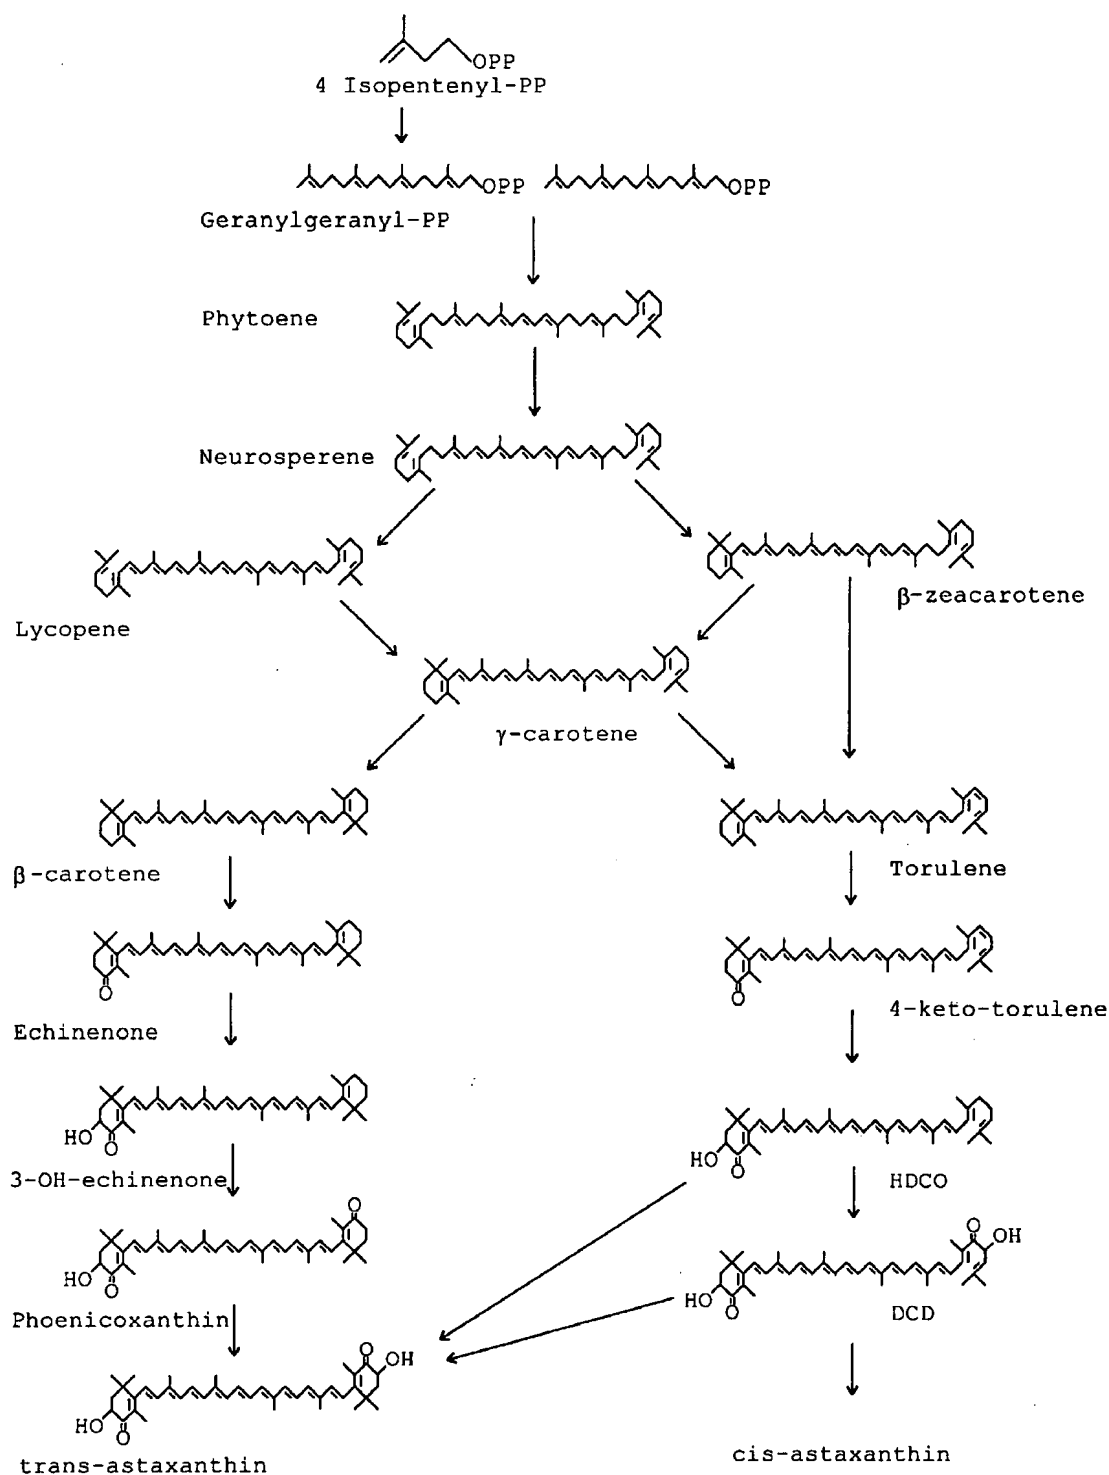 OPP
4 Isopentenyl-PP
OPP OPP
Geranylgeranyl-PP
Phytoene
Neurosperene
β-zeacarotene
Lycopene
γ-carotene
β-carotene
Torulene
O
O
4-keto-torulene
Echinenone
HO
O
HO
O
3-OH-echinenone
HDCO
O
O
OH
HO
O
HO
O
Phoenicoxanthin
DCD
O
OH
HO
O
trans-astaxanthin
cis-astaxanthin